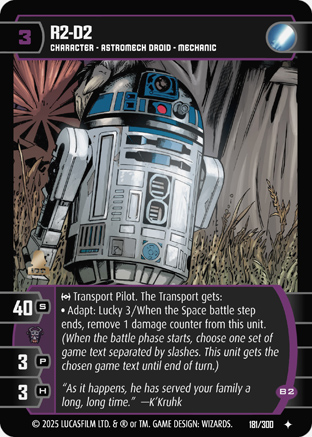 3
R2-D2
CHARACTER • ASTROMECH DROID • MECHANIC
40 S
3 P
3 H
Transport Pilot. The Transport gets:
• Adapt: Lucky 3/When the Space battle step
ends, remove 1 damage counter from this unit.
(When the battle phase starts, choose one set of
game text separated by slashes. This unit gets the
chosen text until end of turn.)
"As it happens, he has served your family a
long, long time." —K'Kruhk
B2
© 2025 LUCASFILM LTD. & ® or TM. GAME DESIGN: WIZARDS. 181/300